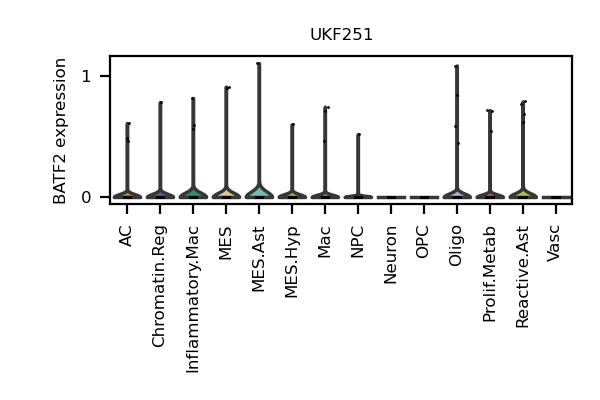 UKF251
BATF2 expression
1
0
AC
Chromatin.Reg
Inflammatory.Mac
MES
MES.Ast
MES.Hyp
Mac
NPC
Neuron
OPC
Oligo
Prolif.Metab
Reactive.Ast
Vasc